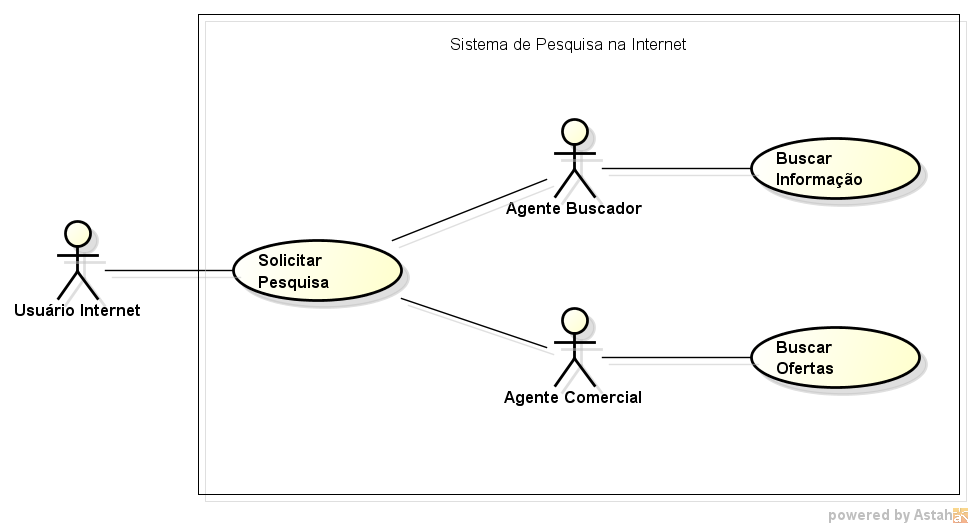 Sistema de Pesquisa na Internet
Buscar
Informação
Agente Buscador
Solicitar
Pesquisa
Usuário Internet
Buscar
Ofertas
Agente Comercial
powered by Astah